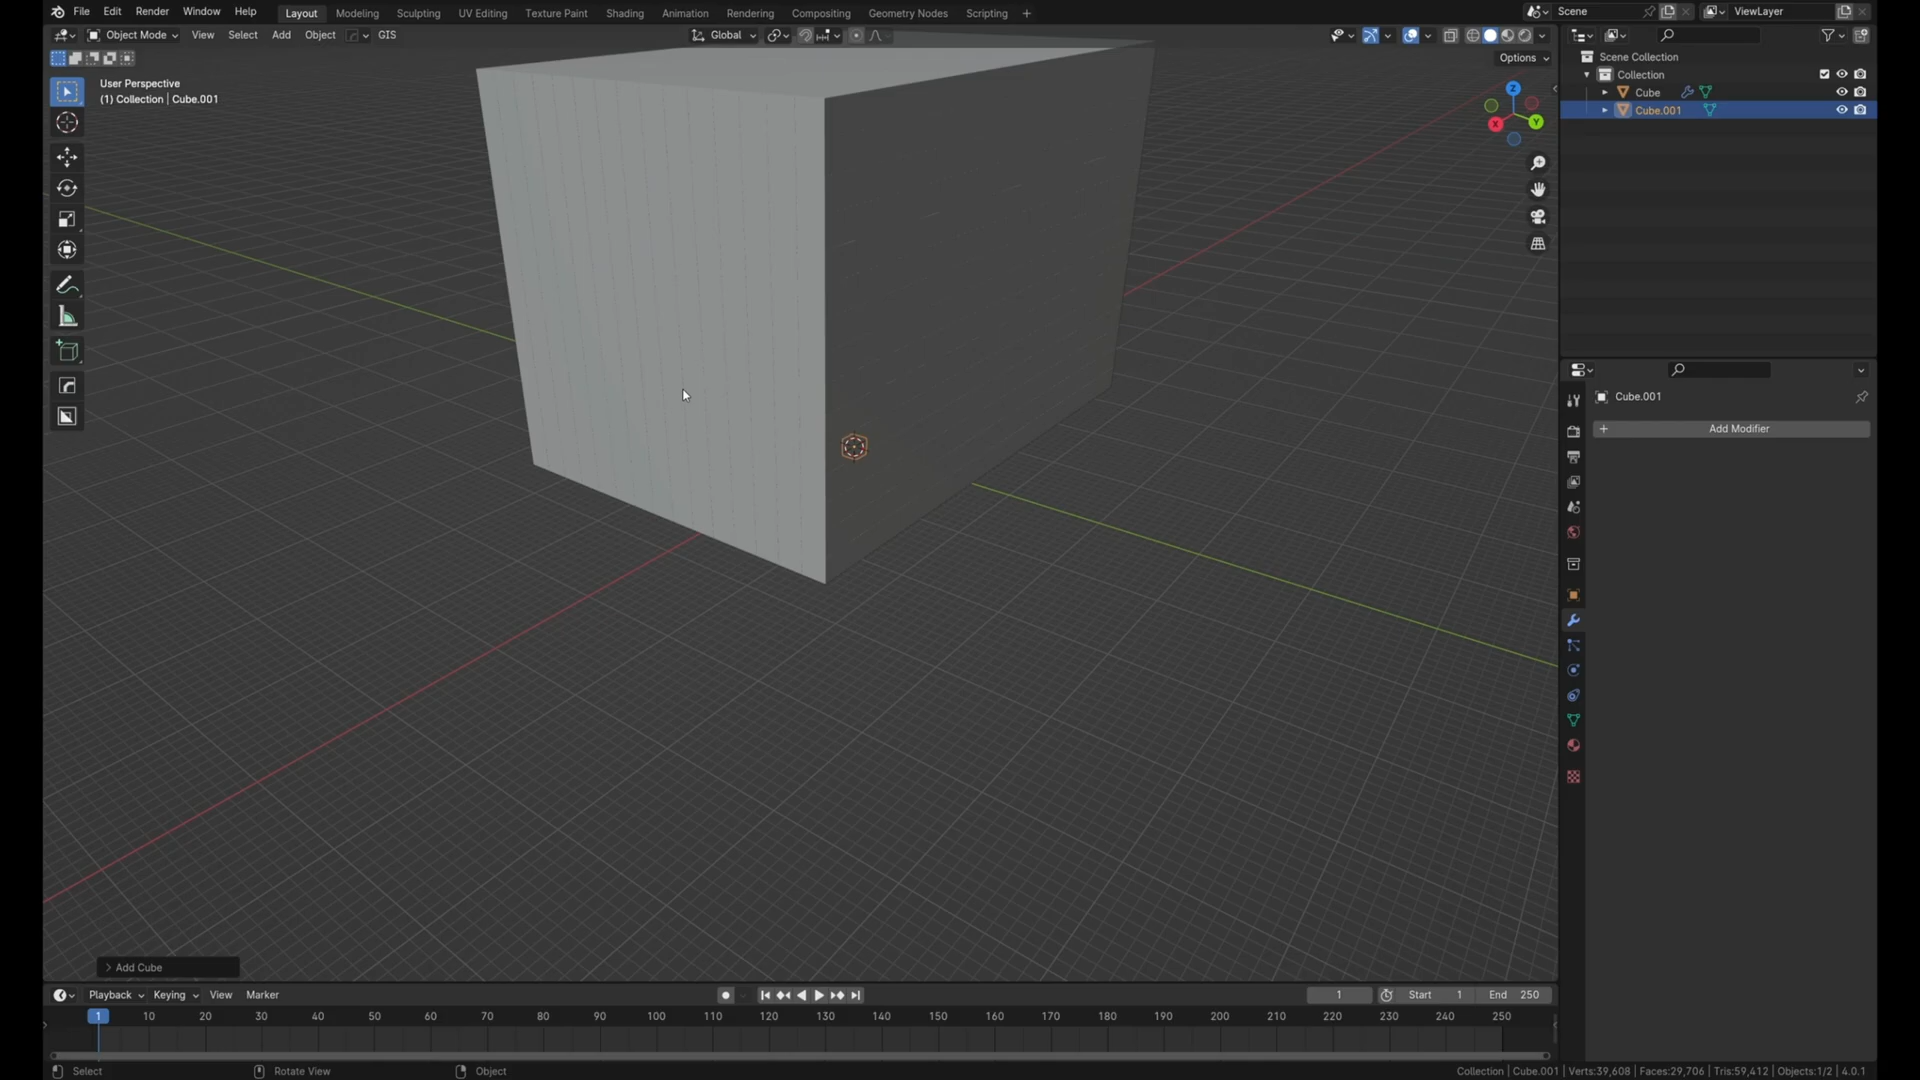 File Edit Render Window Help Layout Modeling Sculpting UV Editing Texture Paint Shading Animation Rendering Compositing Geometry Nodes Scripting + Scene ViewLayer
Object Mode View Select Add Object GIS Global
Options
User Perspective
(1) Collection | Cube.001
Z
X
Y
Scene Collection
Collection
Cube
Cube.001
Cube.001
+ Add Modifier
> Add Cube
Playback Keying View Marker 1 Start 1 End 250
1 10 20 30 40 50 60 70 80 90 100 110 120 130 140 150 160 170 180 190 200 210 220 230 240 250
Select Rotate View Object Collection | Cube.001 | Verts:39,608 | Faces:29,706 | Tris:59,412 | Objects:1/2 | 4.0.1